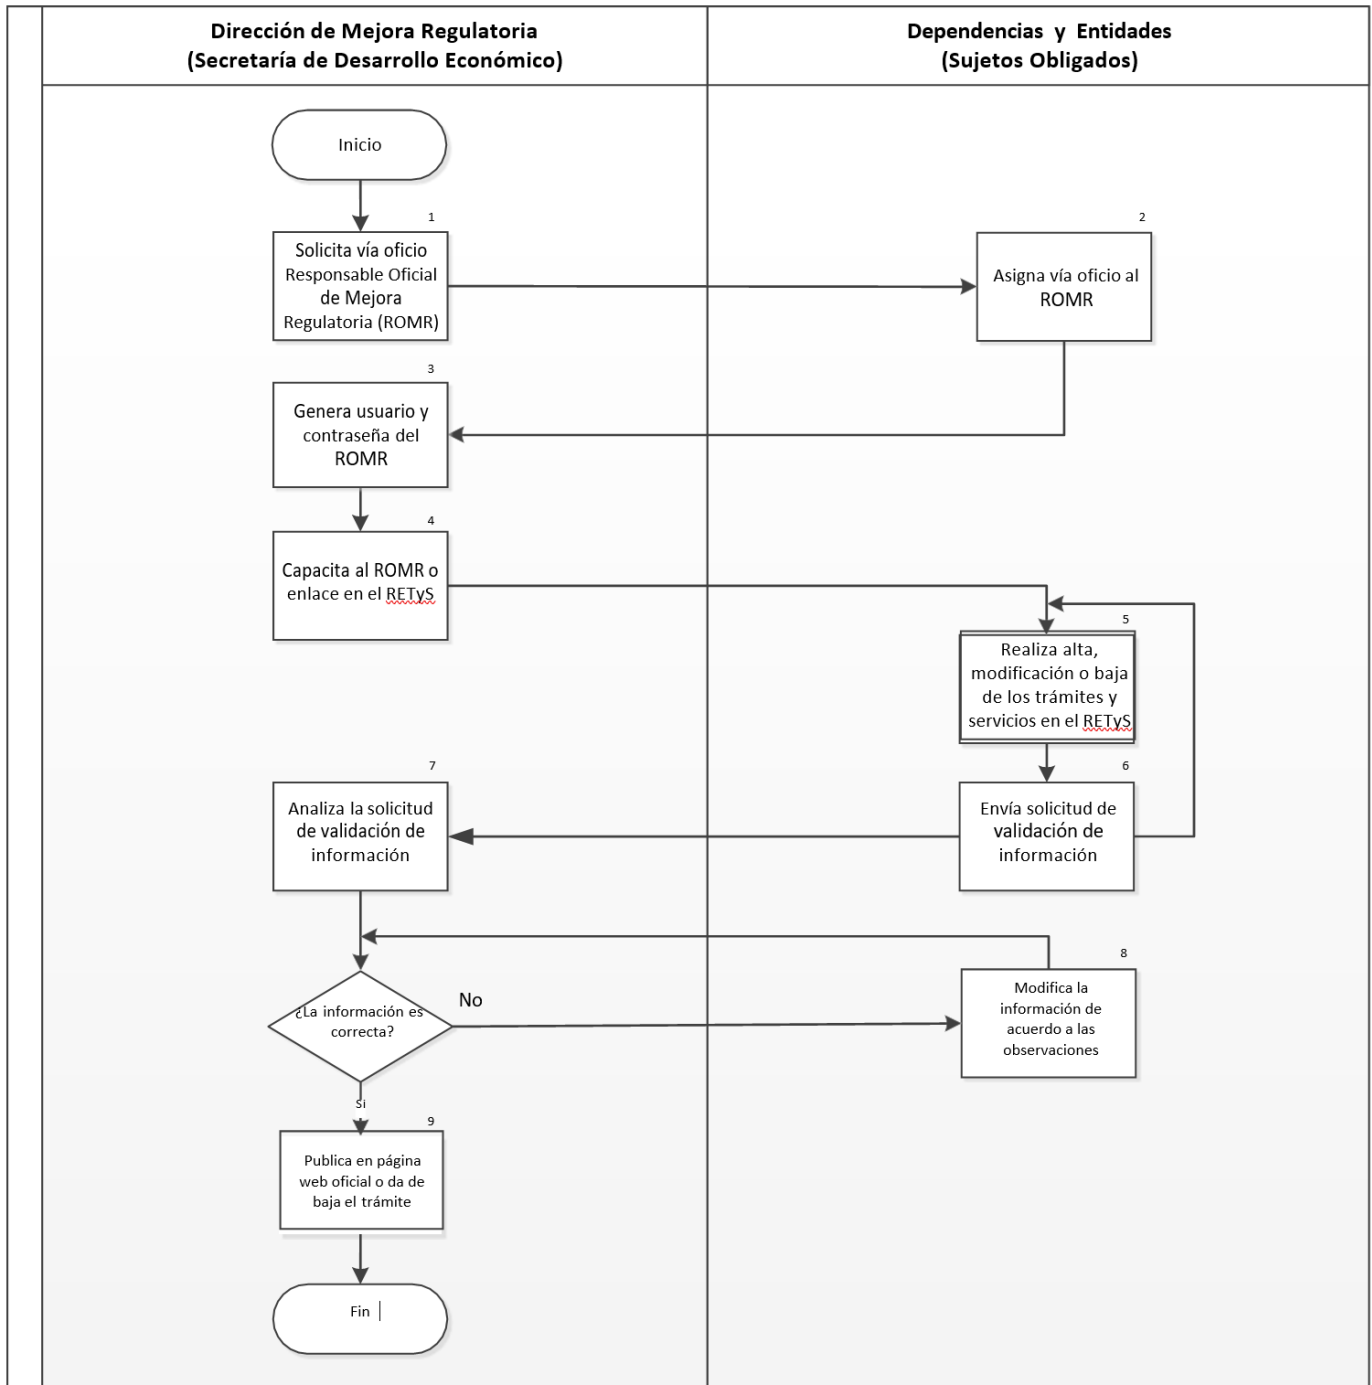 Dirección de Mejora Regulatoria
(Secretaría de Desarrollo Económico)
Dependencias y Entidades
(Sujetos Obligados)
Inicio
1
Solicita vía oficio
Responsable Oficial
de Mejora
Regulatoria (ROMR)
2
Asigna vía oficio al
ROMR
3
Genera usuario y
contraseña del
ROMR
4
Capacita al ROMR o
enlace en el RETyS
5
Realiza alta,
modificación o baja
de los trámites y
servicios en el RETyS
6
Envía solicitud de
validación de
información
7
Analiza la solicitud
de validación de
información
¿La información es
correcta?
No
8
Modifica la
información de
acuerdo a las
observaciones
Si
9
Publica en página
web oficial o da de
baja el trámite
Fin